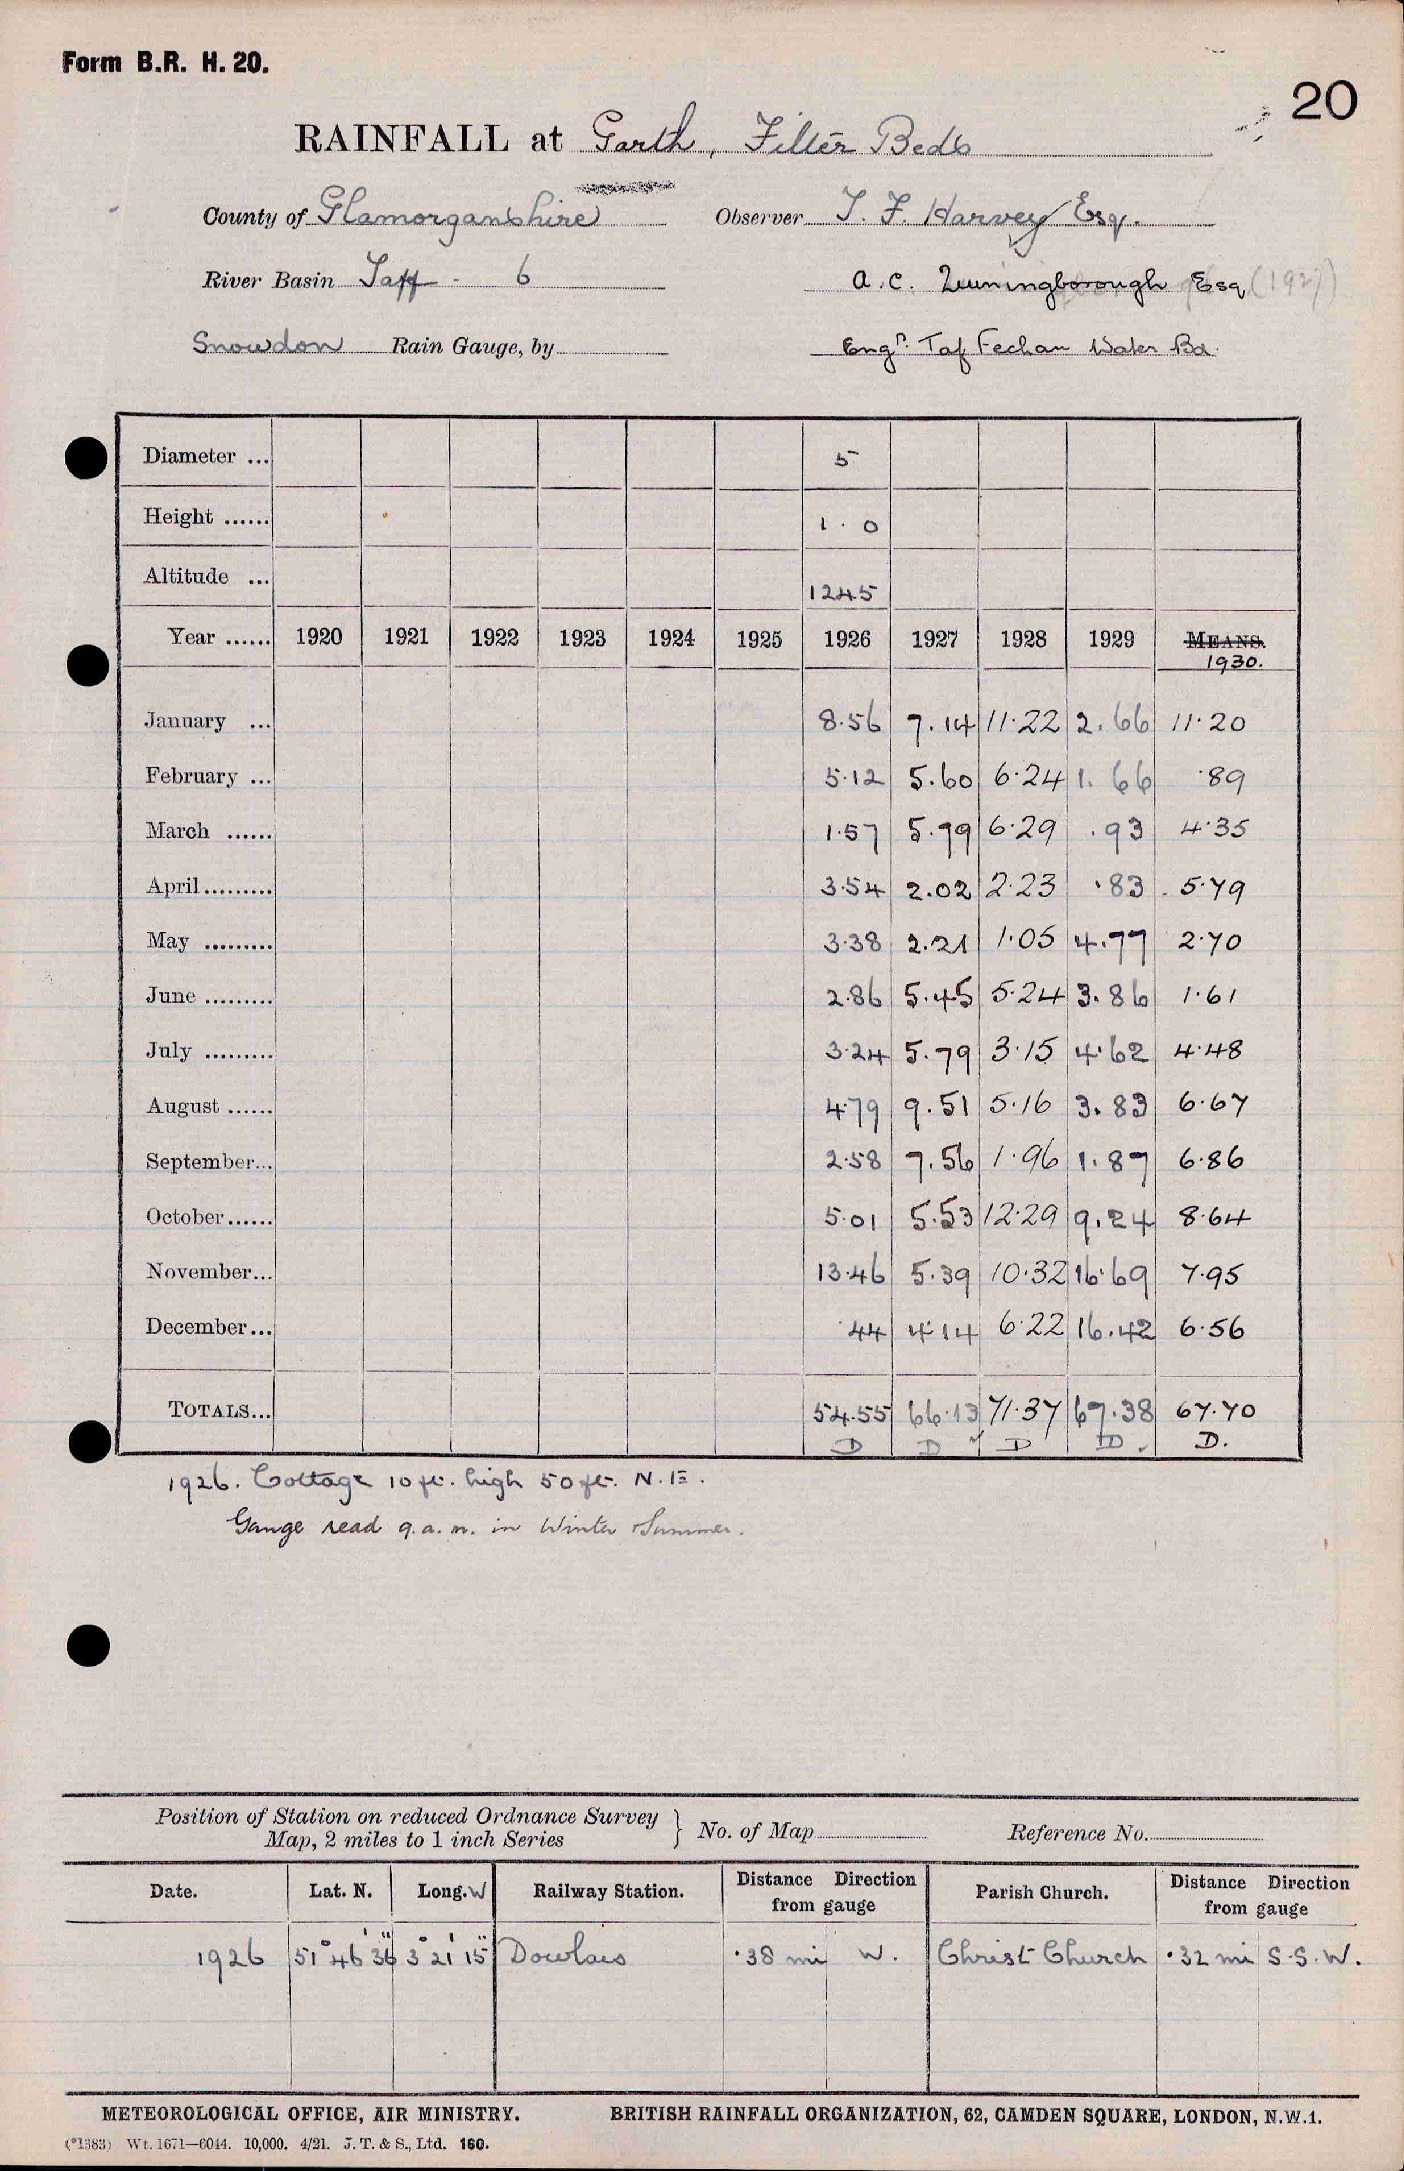 Form B.R. H. 20.
20
RAINFALL at Garth, Filter Beds
County of Glamorganshire Observer T. F. Harvey Esq.
River Basin Taff - 6 A. C. Esq (1927)
Snowdon Rain Gauge, by Engr. Taf Fechan Water Bd.
Diameter ... 5
Height ...... 1 . 0
Altitude ... 1245
Year ...... 1920 1921 1922 1923 1924 1925 1926 1927 1928 1929 MEANS. 1930.
January ... 8.56 7.14 11.22 2.66 11.20
February ... 5.12 5.60 6.24 1.66 .89
March ...... 1.57 5.79 6.29 .93 4.35
April ......... 3.54 2.02 2.23 .83 5.79
May ......... 3.38 2.21 1.05 4.77 2.70
June ......... 2.86 5.45 5.24 3.86 1.61
July ......... 3.24 5.79 3.15 4.62 4.48
August ...... 4.79 9.51 5.16 3.83 6.67
September... 2.58 7.56 1.96 1.87 6.86
October...... 5.01 5.53 12.29 9.24 8.64
November... 13.46 5.39 10.32 16.69 7.95
December... .44 4.14 6.22 16.42 6.56
TOTALS... 54.55 66.13 71.37 67.38 67.70
D D D D. D.
1926. Cottage 10 ft. high 50 ft. N.E.
Gauge read 9.a.m. in Winter & Summer.
Position of Station on reduced Ordnance Survey
Map, 2 miles to 1 inch Series } No. of Map Reference No.
Date. Lat. N. Long. W Railway Station. Distance Direction from gauge Parish Church. Distance Direction from gauge
1926 51° 46' 36" 3° 21' 15" Dowlais .38 mi W. Christ Church .32 mi S.S.W.
METEOROLOGICAL OFFICE, AIR MINISTRY. BRITISH RAINFALL ORGANIZATION, 62, CAMDEN SQUARE, LONDON, N.W.1.
(*1383) Wt. 1671—6044. 10,000. 4/21. J. T. & S., Ltd. 160.